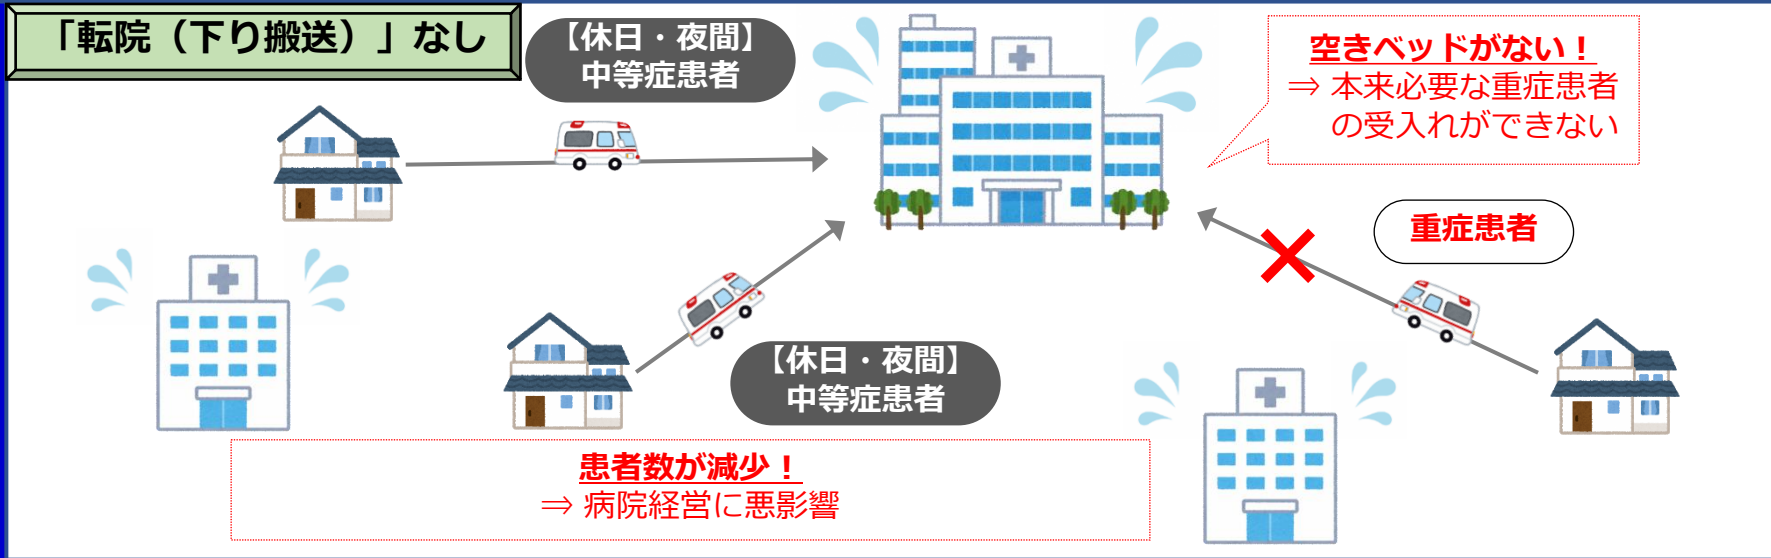 「転院（下り搬送）」なし
【休日・夜間】
中等症患者
空きベッドがない！
⇒ 本来必要な重症患者
の受入れができない
重症患者
【休日・夜間】
中等症患者
患者数が減少！
⇒ 病院経営に悪影響